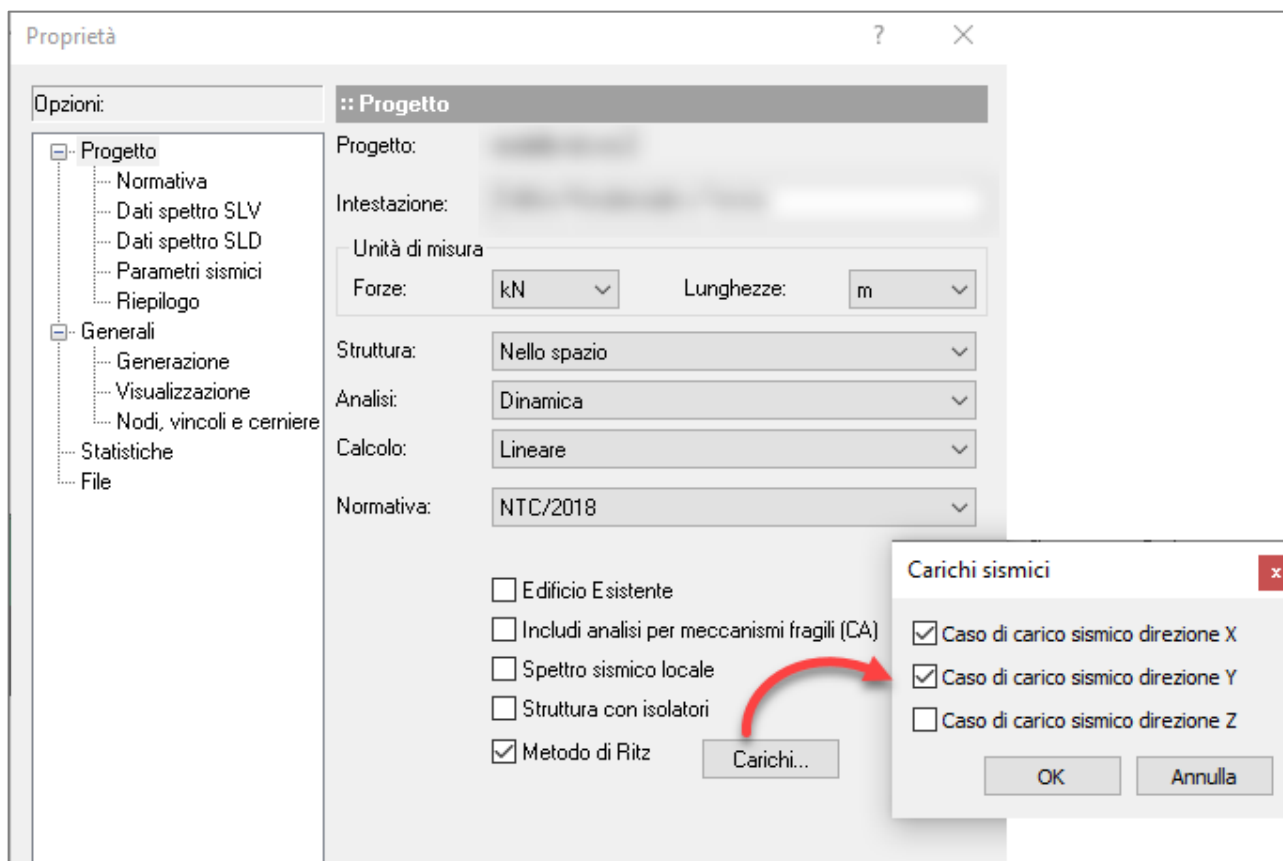 Proprietà ? ×
Opzioni:
Progetto
Normativa
Dati spettro SLV
Dati spettro SLD
Parametri sismici
Riepilogo
Generali
Generazione
Visualizzazione
Nodi, vincoli e cerniere
Statistiche
File
:: Progetto
Progetto:
Intestazione:
Unità di misura
Forze: kN Lunghezze: m
Struttura: Nello spazio
Analisi: Dinamica
Calcolo: Lineare
Normativa: NTC/2018
Edificio Esistente
Includi analisi per meccanismi fragili (CA)
Spettro sismico locale
Struttura con isolatori
Metodo di Ritz Carichi...
Carichi sismici x
Caso di carico sismico direzione X
Caso di carico sismico direzione Y
Caso di carico sismico direzione Z
OK Annulla